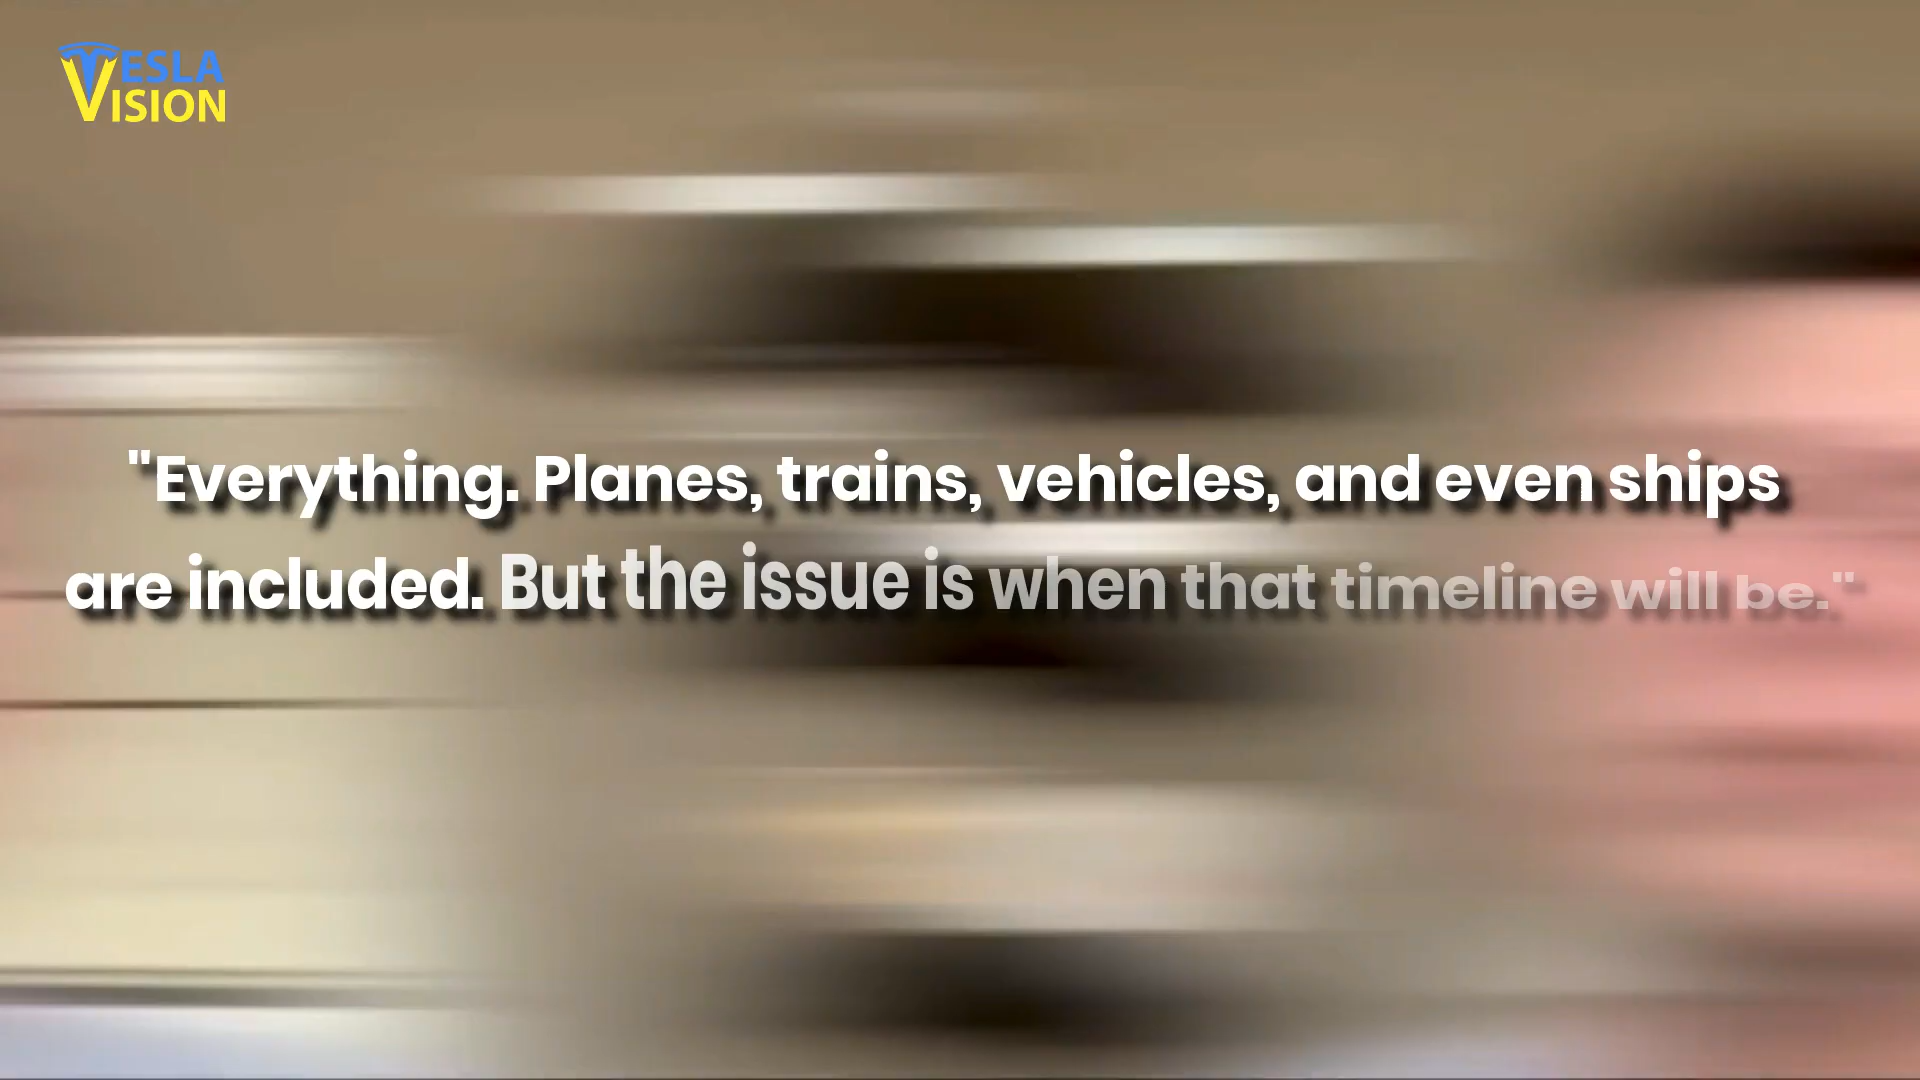 TESLA
VISION
"Everything. Planes, trains, vehicles, and even ships
are included. But the issue is when that timeline will be."